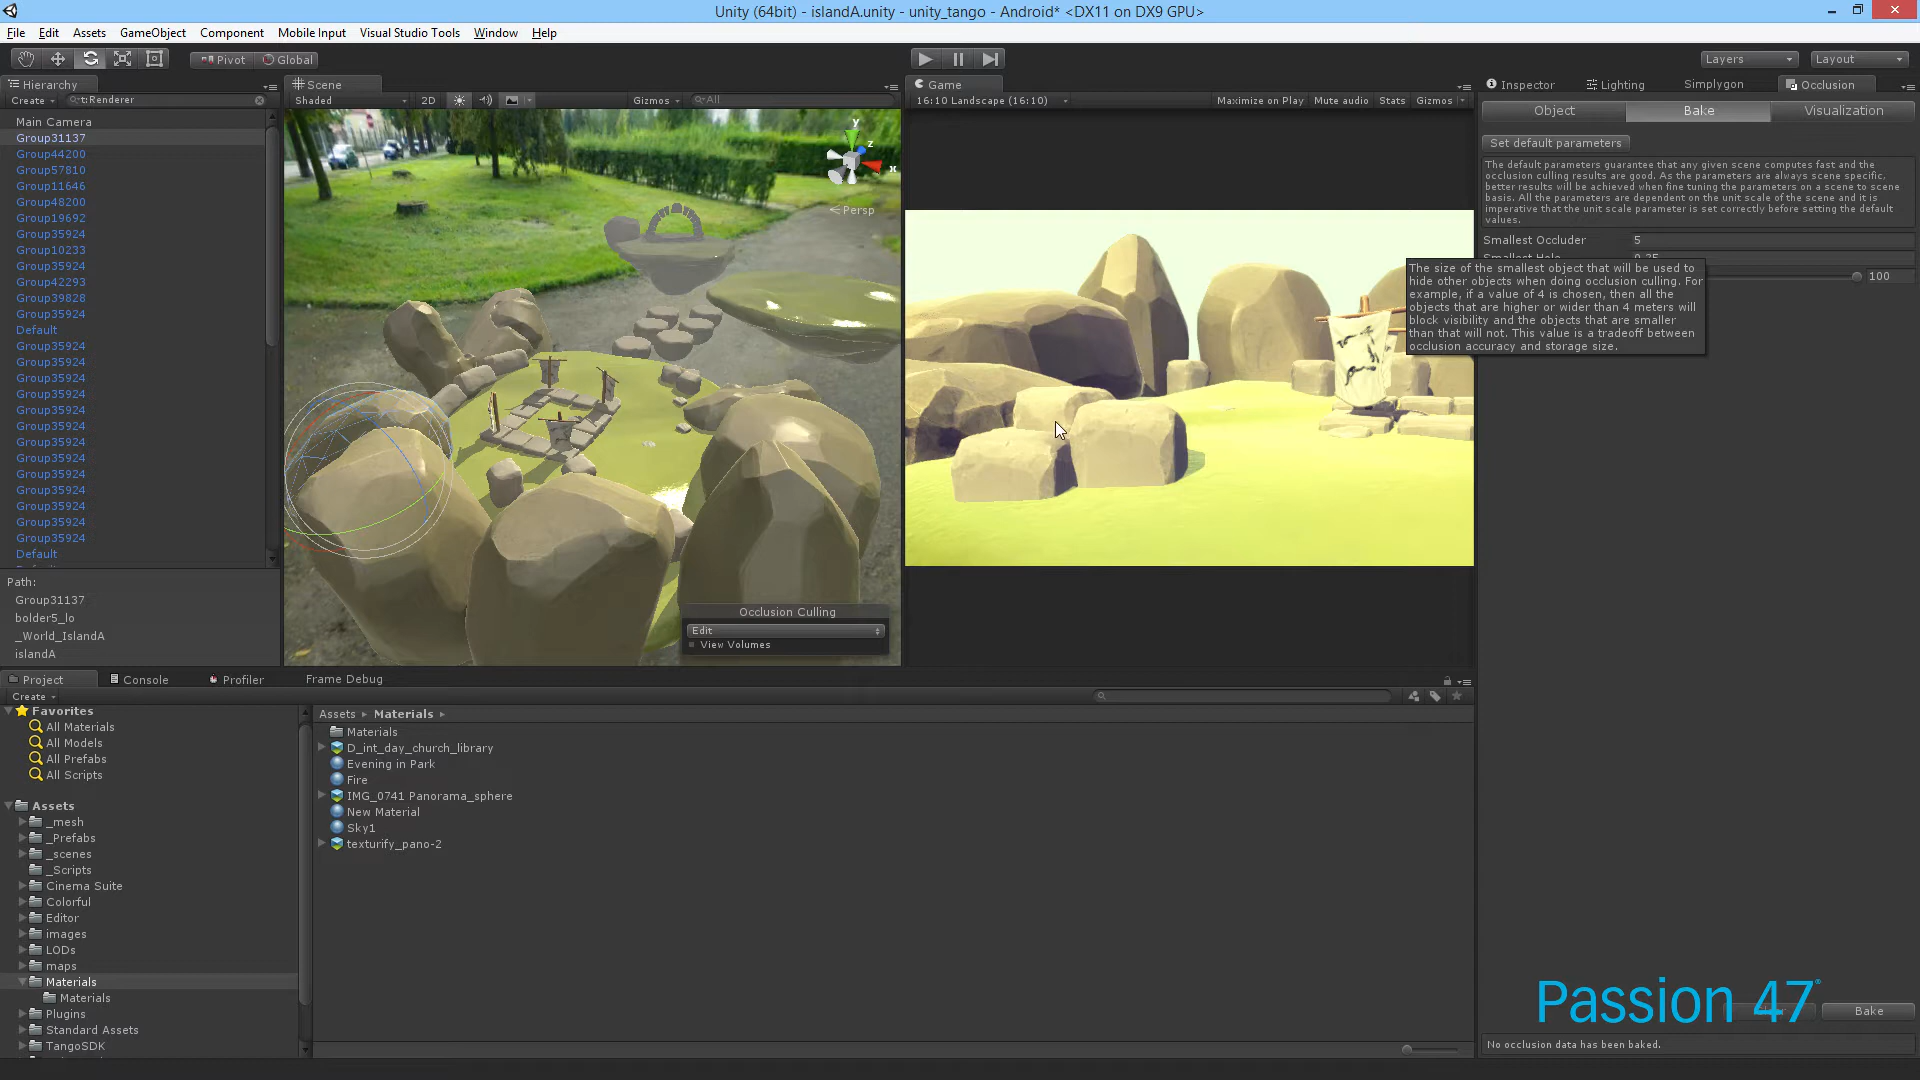 Unity (64bit) - islandA.unity - unity_tango - Android* <DX11 on DX9 GPU>
File Edit Assets GameObject Component Mobile Input Visual Studio Tools Window Help
Pivot Global
Layers Layout
Hierarchy
Create t:Renderer
Main Camera
Group31137
Group44200
Group57810
Group11646
Group48200
Group19692
Group35924
Group10233
Group35924
Group42293
Group39828
Group35924
Default
Group35924
Group35924
Group35924
Group35924
Group35924
Group35924
Group35924
Group35924
Group35924
Group35924
Group35924
Group35924
Group35924
Default
Path:
Group31137
bolder5_lo
_World_IslandA
islandA
Scene
Shaded 2D Gizmos All
y
z
x
Persp
Occlusion Culling
Edit
View Volumes
Game
16:10 Landscape (16:10) Maximize on Play Mute audio Stats Gizmos
Inspector Lighting Simplygon Occlusion
Object Bake Visualization
Set default parameters
The default parameters guarantee that any given scene computes fast and the
occlusion culling results are good. As the parameters are always scene specific,
better results will be achieved when fine tuning the parameters on a scene to scene
basis. All the parameters are dependent on the unit scale of the scene and it is
imperative that the unit scale parameter is set correctly before setting the default
values.
Smallest Occluder 5
Smallest Hole 0.25
100
The size of the smallest object that will be used to
hide other objects when doing occlusion culling. For
example, if a value of 4 is chosen, then all the
objects that are higher or wider than 4 meters will
block visibility and the objects that are smaller
than that will not. This value is a tradeoff between
occlusion accuracy and storage size.
Project Console Profiler Frame Debug
Create
Favorites
All Materials
All Models
All Prefabs
All Scripts
Assets
_mesh
_Prefabs
_scenes
_Scripts
Cinema Suite
Colorful
Editor
images
LODs
maps
Materials
Materials
Plugins
Standard Assets
TangoSDK
Assets Materials
Materials
D_int_day_church_library
Evening in Park
Fire
IMG_0741 Panorama_sphere
New Material
Sky1
texturify_pano-2
Passion 47
Bake
No occlusion data has been baked.